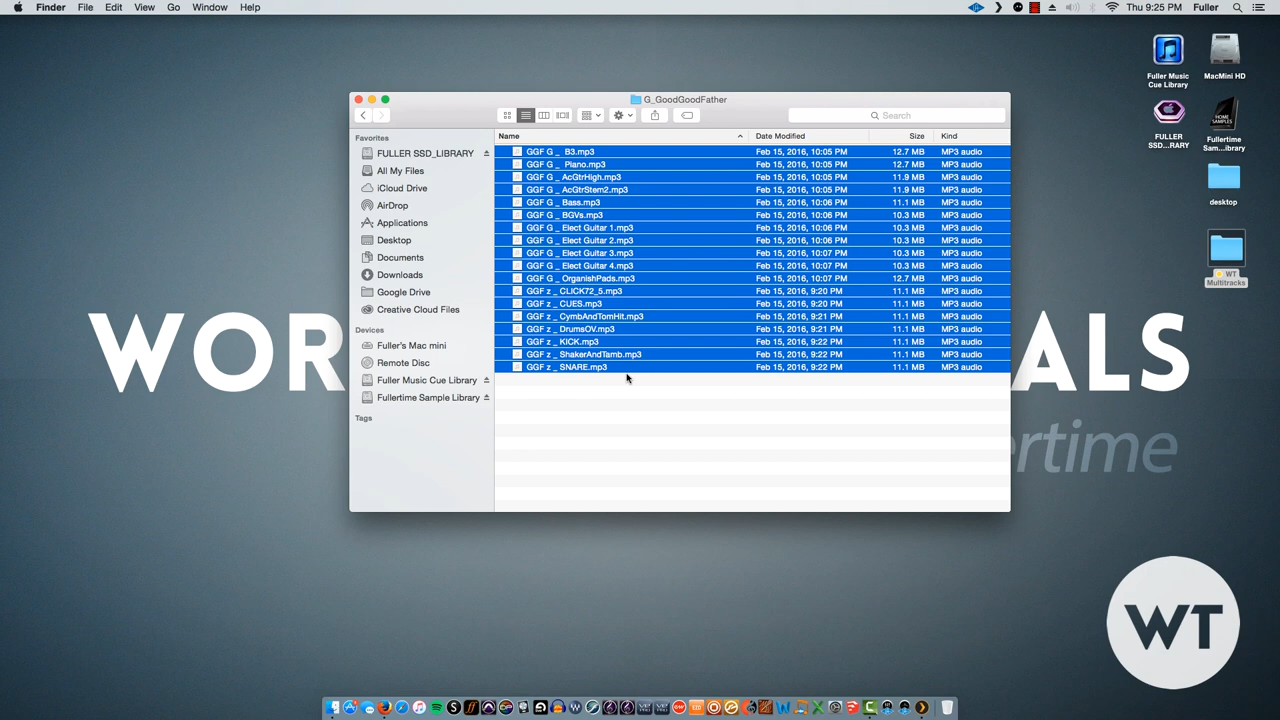 Finder File Edit View Go Window Help Thu 9:25 PM Fuller
G_GoodGoodFather
Search
Favorites
FULLER SSD_LIBRARY
All My Files
iCloud Drive
AirDrop
Applications
Desktop
Documents
Downloads
Google Drive
Creative Cloud Files
Devices
Fuller's Mac mini
Remote Disc
Fuller Music Cue Library
Fullertime Sample Library
Tags
Name Date Modified Size Kind
GGF G _  B3.mp3 Feb 15, 2016, 10:05 PM 12.7 MB MP3 audio
GGF G _  Piano.mp3 Feb 15, 2016, 10:05 PM 12.7 MB MP3 audio
GGF G _ AcGtrHigh.mp3 Feb 15, 2016, 10:05 PM 11.9 MB MP3 audio
GGF G _ AcGtrStem2.mp3 Feb 15, 2016, 10:05 PM 11.9 MB MP3 audio
GGF G _ Bass.mp3 Feb 15, 2016, 10:06 PM 11.1 MB MP3 audio
GGF G _ BGVs.mp3 Feb 15, 2016, 10:06 PM 10.3 MB MP3 audio
GGF G _ Elect Guitar 1.mp3 Feb 15, 2016, 10:06 PM 10.3 MB MP3 audio
GGF G _ Elect Guitar 2.mp3 Feb 15, 2016, 10:06 PM 10.3 MB MP3 audio
GGF G _ Elect Guitar 3.mp3 Feb 15, 2016, 10:07 PM 10.3 MB MP3 audio
GGF G _ Elect Guitar 4.mp3 Feb 15, 2016, 10:07 PM 10.3 MB MP3 audio
GGF G _ OrganishPads.mp3 Feb 15, 2016, 10:07 PM 12.7 MB MP3 audio
GGF z _ CLICK72_5.mp3 Feb 15, 2016, 9:20 PM 11.1 MB MP3 audio
GGF z _ CUES.mp3 Feb 15, 2016, 9:20 PM 11.1 MB MP3 audio
GGF z _ CymbAndTomHit.mp3 Feb 15, 2016, 9:21 PM 11.1 MB MP3 audio
GGF z _ DrumsOV.mp3 Feb 15, 2016, 9:21 PM 11.1 MB MP3 audio
GGF z _ KICK.mp3 Feb 15, 2016, 9:22 PM 11.1 MB MP3 audio
GGF z _ ShakerAndTamb.mp3 Feb 15, 2016, 9:22 PM 11.1 MB MP3 audio
GGF z _ SNARE.mp3 Feb 15, 2016, 9:22 PM 11.1 MB MP3 audio
Fuller Music
Cue Library
MacMini HD
FULLER
SSD...RARY
HOME
SAMPLES
Fullertime
Sam...ibrary
desktop
WT
Multitracks
WOR ALS
ertime
WT